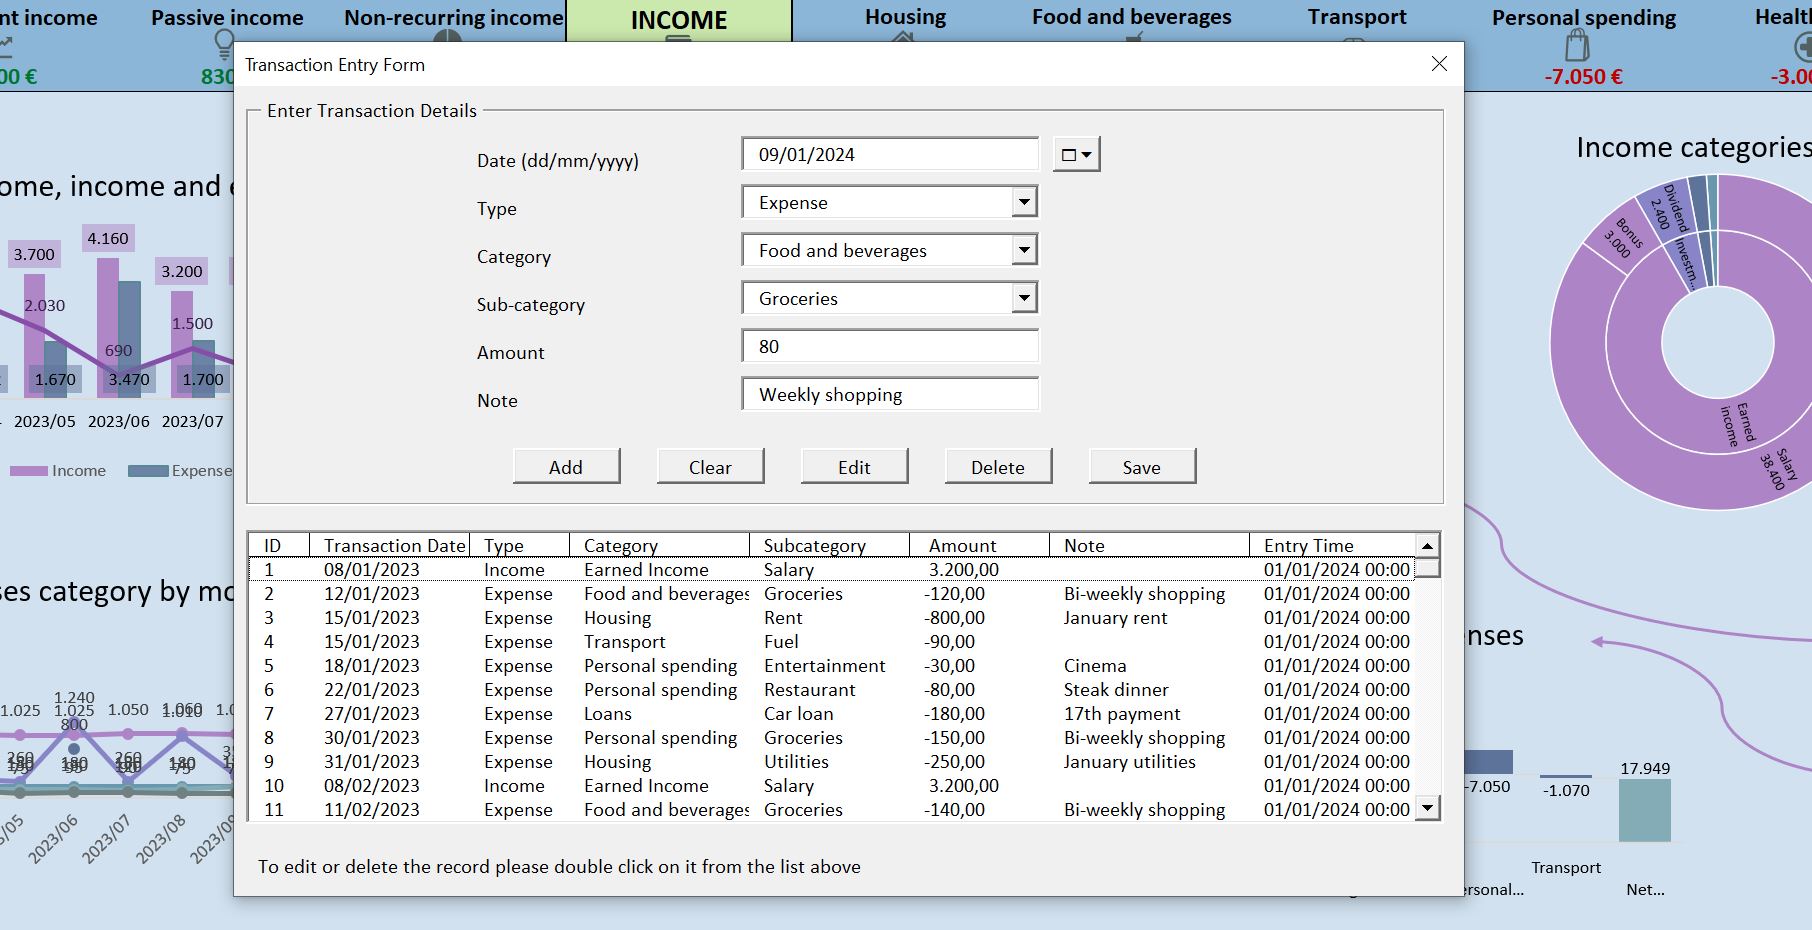 nt income
Passive income
Non-recurring income
INCOME
Housing
Food and beverages
Transport
Personal spending
Healt
00 €
830
-7.050 €
-3.00
Transaction Entry Form
Enter Transaction Details
Date (dd/mm/yyyy) 09/01/2024
Type Expense
Category Food and beverages
Sub-category Groceries
Amount 80
Note Weekly shopping
Add Clear Edit Delete Save
ID Transaction Date Type Category Subcategory Amount Note Entry Time
1 08/01/2023 Income Earned Income Salary 3.200,00 01/01/2024 00:00
2 12/01/2023 Expense Food and beverages Groceries -120,00 Bi-weekly shopping 01/01/2024 00:00
3 15/01/2023 Expense Housing Rent -800,00 January rent 01/01/2024 00:00
4 15/01/2023 Expense Transport Fuel -90,00 01/01/2024 00:00
5 18/01/2023 Expense Personal spending Entertainment -30,00 Cinema 01/01/2024 00:00
6 22/01/2023 Expense Personal spending Restaurant -80,00 Steak dinner 01/01/2024 00:00
7 27/01/2023 Expense Loans Car loan -180,00 17th payment 01/01/2024 00:00
8 30/01/2023 Expense Personal spending Groceries -150,00 Bi-weekly shopping 01/01/2024 00:00
9 31/01/2023 Expense Housing Utilities -250,00 January utilities 01/01/2024 00:00
10 08/02/2023 Income Earned Income Salary 3.200,00 01/01/2024 00:00
11 11/02/2023 Expense Food and beverages Groceries -140,00 Bi-weekly shopping 01/01/2024 00:00
To edit or delete the record please double click on it from the list above
ome, income and e
4.160
3.700
3.200
2.030
1.500
690
1.670 3.470 1.700
2023/05 2023/06 2023/07
Income Expense
ses category by mo
1.240
1.025 1.025 1.050 1.060
1.010
800
2023/06 2023/07 2023/08
Income categories
Dividend
2.400
Bonus
3.000
Investm...
Earned
income
Salary
38.400
nses
-7.050
-1.070
17.949
Transport
ersonal...
Net...